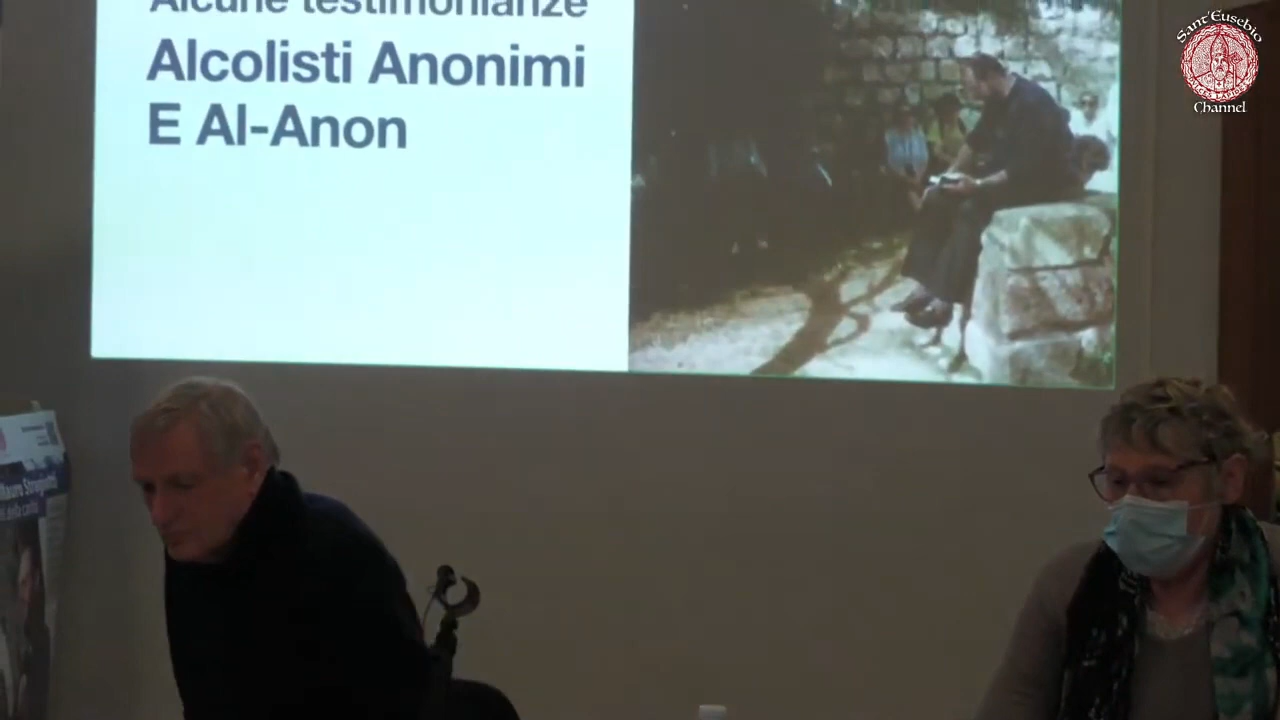 Alcune testimonianze
Alcolisti Anonimi
E Al-Anon
Sant'Eusebio
Channel